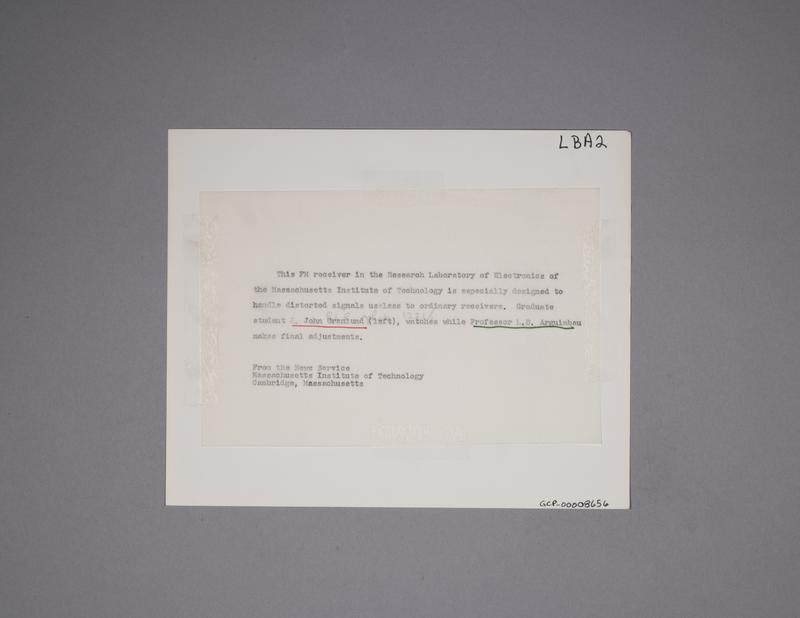 LBA2
This FM receiver in the Research Laboratory of Electronics of
the Massachusetts Institute of Technology is especially designed to
handle distorted signals useless to ordinary receivers. Graduate
student J. John Granlund (left), watches while Professor L.B. Arguimbau
makes final adjustments.
From the News Service
Massachusetts Institute of Technology
Cambridge, Massachusetts
GCP-00008656